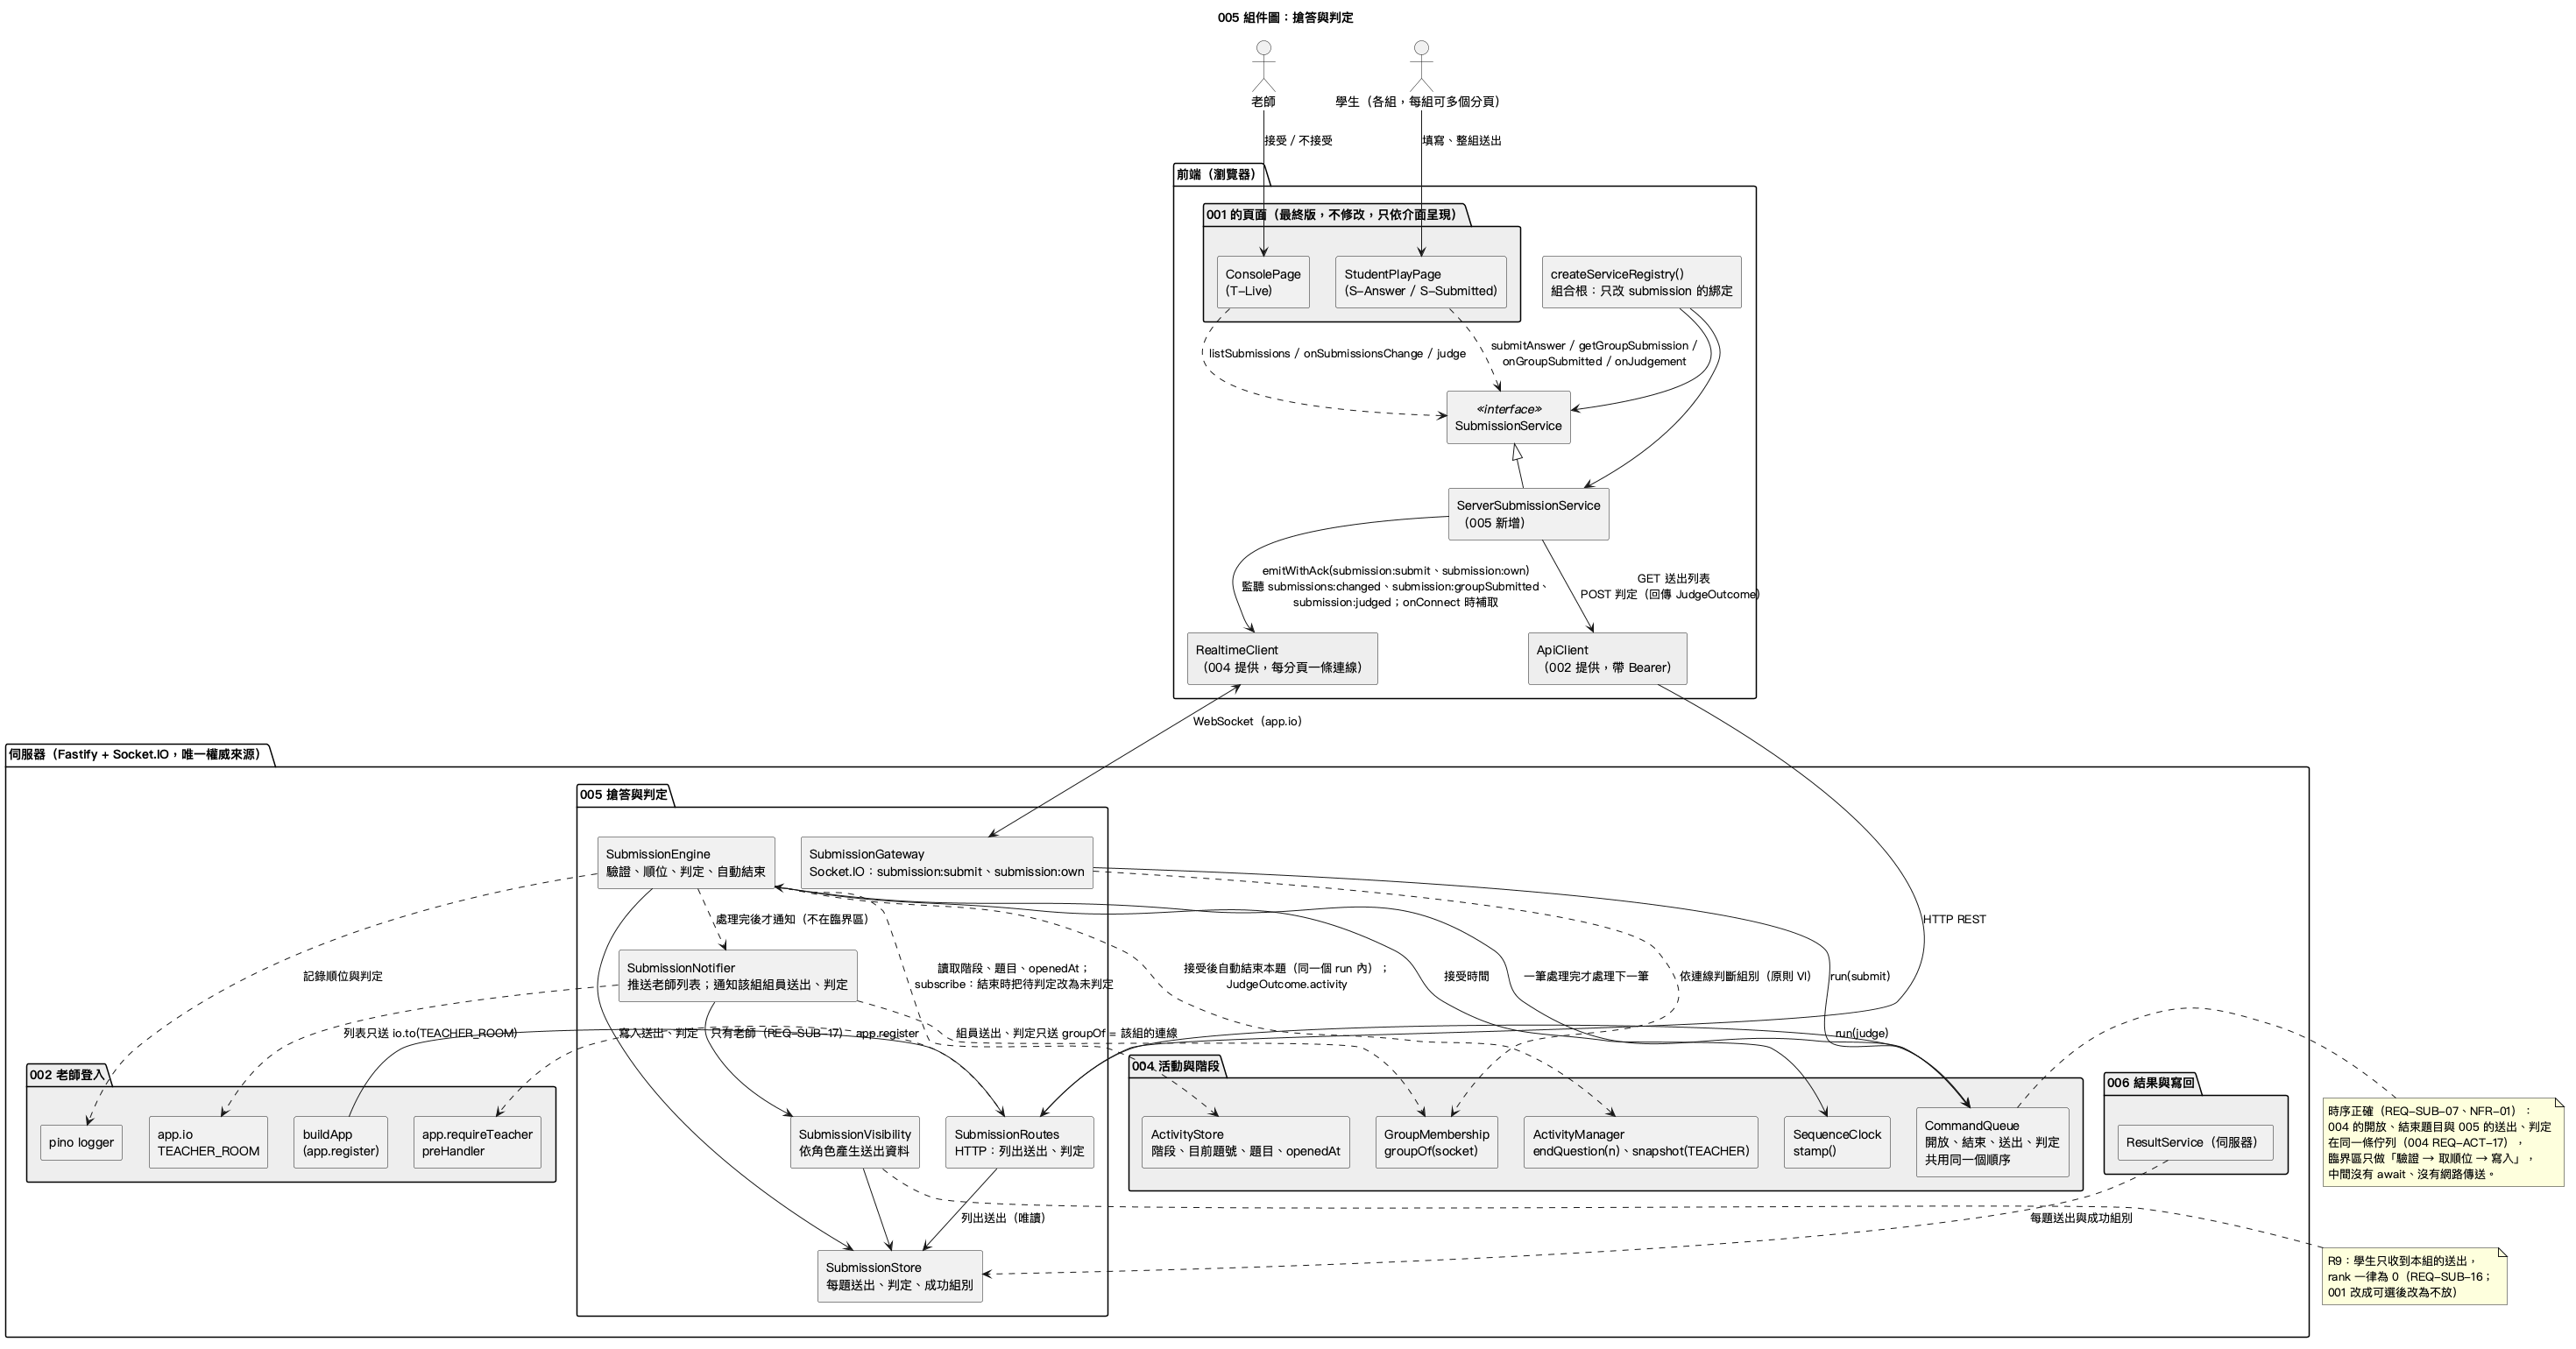 005 組件圖：搶答與判定
老師
學生（各組，每組可多個分頁）
接受 / 不接受
填寫、整組送出
前端（瀏覽器）
001 的頁面（最終版，不修改，只依介面呈現）
ConsolePage
(T-Live)
StudentPlayPage
(S-Answer / S-Submitted)
createServiceRegistry()
組合根：只改 submission 的綁定
listSubmissions / onSubmissionsChange / judge
submitAnswer / getGroupSubmission /
onGroupSubmitted / onJudgement
«interface»
SubmissionService
ServerSubmissionService
（005 新增）
emitWithAck(submission:submit、submission:own)
監聽 submissions:changed、submission:groupSubmitted、
submission:judged；onConnect 時補取
GET 送出列表
POST 判定（回傳 JudgeOutcome）
RealtimeClient
（004 提供，每分頁一條連線）
ApiClient
（002 提供，帶 Bearer）
WebSocket（app.io）
伺服器（Fastify + Socket.IO，唯一權威來源）
005 搶答與判定
SubmissionEngine
驗證、順位、判定、自動結束
SubmissionGateway
Socket.IO：submission:submit、submission:own
處理完後才通知（不在臨界區）
HTTP REST
SubmissionNotifier
推送老師列表；通知該組組員送出、判定
記錄順位與判定
讀取階段、題目、openedAt；
subscribe：結束時把待判定改為未判定
接受後自動結束本題（同一個 run 內）；
JudgeOutcome.activity
接受時間
一筆處理完才處理下一筆
依連線判斷組別（原則 VI）
run(submit)
列表只送 io.to(TEACHER_ROOM)
寫入送出、判定
只有老師（REQ-SUB-17）
app.register
組員送出、判定只送 groupOf = 該組的連線
run(judge)
002 老師登入
pino logger
app.io
TEACHER_ROOM
buildApp
(app.register)
app.requireTeacher
preHandler
SubmissionVisibility
依角色產生送出資料
SubmissionRoutes
HTTP：列出送出、判定
004 活動與階段
ActivityStore
階段、目前題號、題目、openedAt
GroupMembership
groupOf(socket)
ActivityManager
endQuestion(n)、snapshot(TEACHER)
SequenceClock
stamp()
CommandQueue
開放、結束、送出、判定
共用同一個順序
006 結果與寫回
ResultService（伺服器）
時序正確（REQ-SUB-07、NFR-01）：
004 的開放、結束題目與 005 的送出、判定
在同一條佇列（004 REQ-ACT-17），
臨界區只做「驗證 → 取順位 → 寫入」，
中間沒有 await、沒有網路傳送。
列出送出（唯讀）
每題送出與成功組別
SubmissionStore
每題送出、判定、成功組別
R9：學生只收到本組的送出，
rank 一律為 0（REQ-SUB-16；
001 改成可選後改為不放）